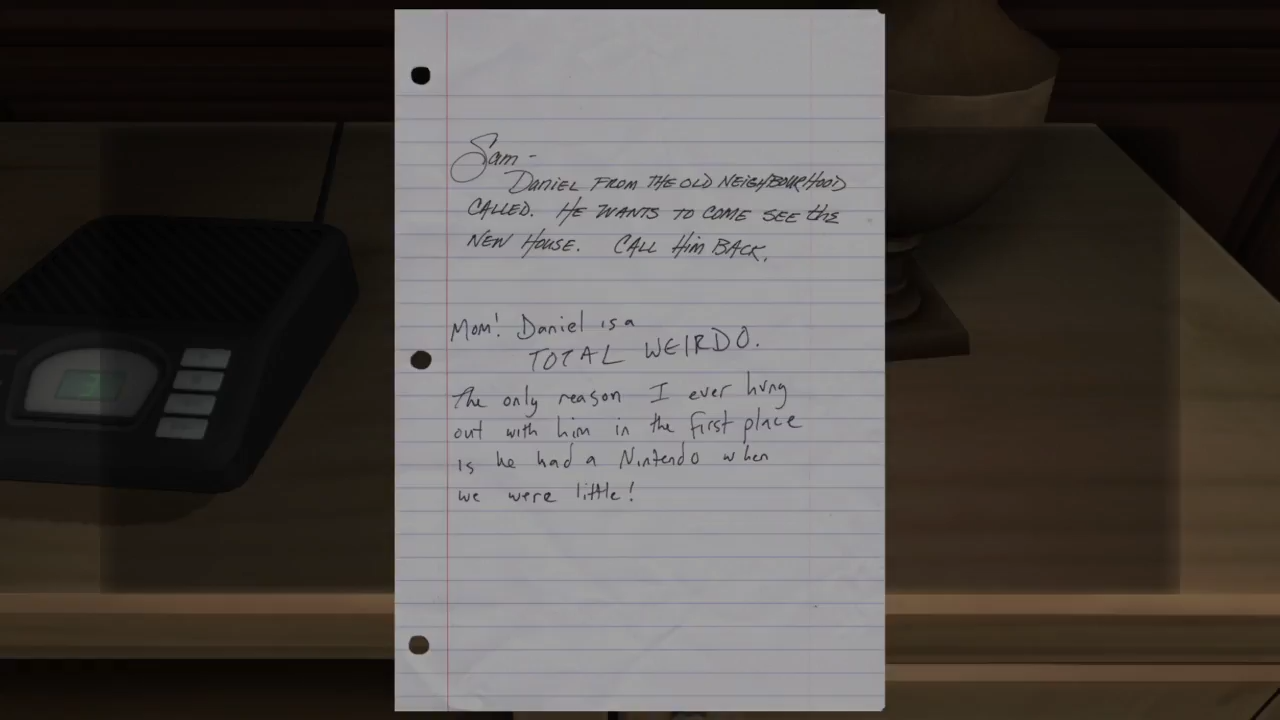 Sam -
DANIEL FROM THE OLD NEIGHBOURHOOD
CALLED. HE WANTS TO COME SEE the
NEW HOUSE. CALL HIM BACK.
Mom! Daniel is a
TOTAL WEIRDO.
The only reason I ever hung
out with him in the first place
is he had a Nintendo when
we were little!